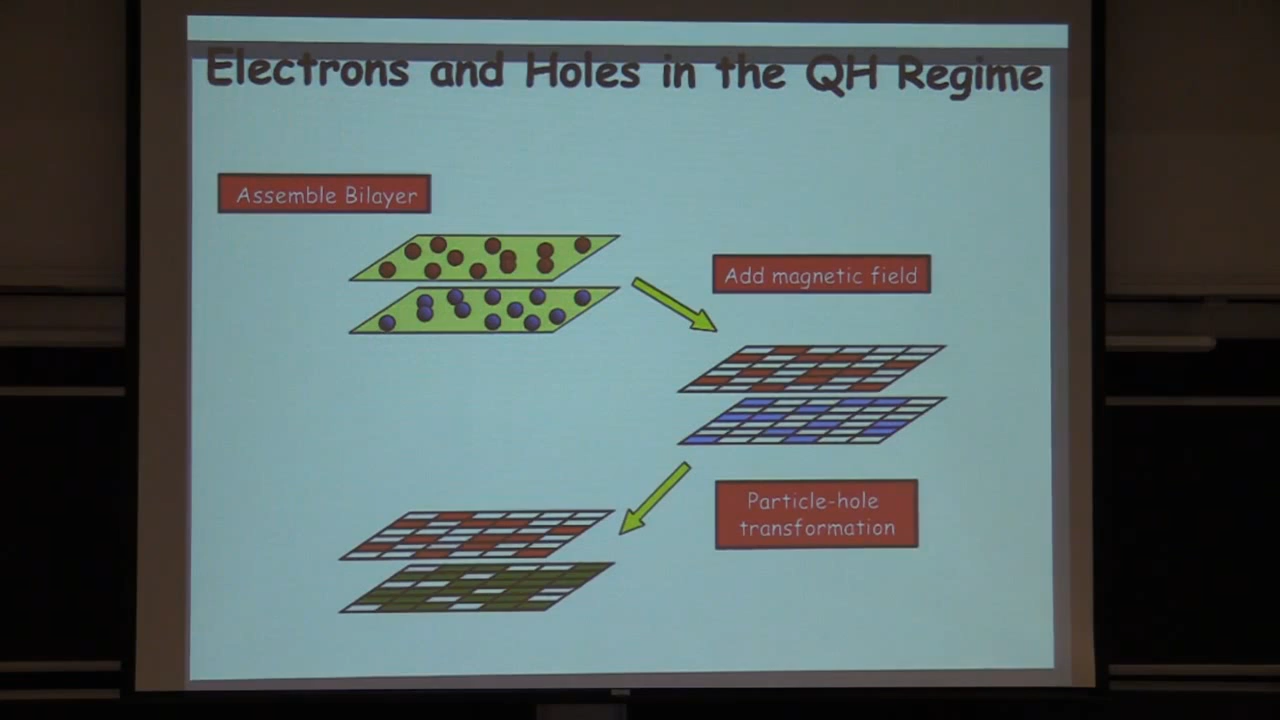 Electrons and Holes in the QH Regime
Assemble Bilayer
Add magnetic field
Particle-hole
transformation